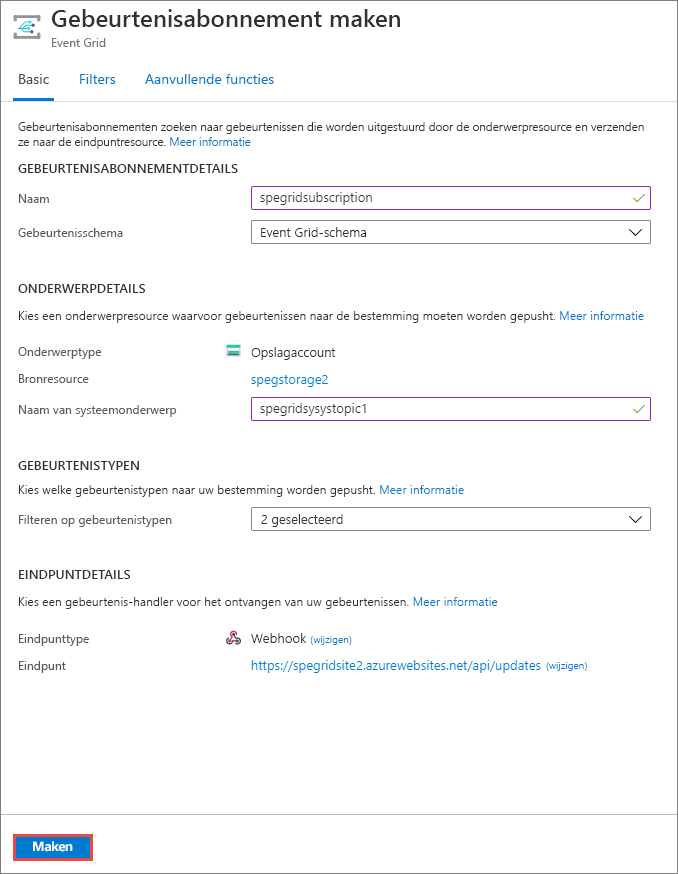 Gebeurtenisabonnement maken
Event Grid
Basic Filters Aanvullende functies
Gebeurtenisabonnementen zoeken naar gebeurtenissen die worden uitgestuurd door de onderwerpresource en verzenden
ze naar de eindpuntresource. Meer informatie
GEBEURTENISABONNEMENTDETAILS
Naam spegridsubscription
Gebeurtenisschema Event Grid-schema
ONDERWERPDETAILS
Kies een onderwerpresource waarvoor gebeurtenissen naar de bestemming moeten worden gepusht. Meer informatie
Onderwerptype Opslagaccount
Bronresource spegstorage2
Naam van systeemonderwerp spegridsysystopic1
GEBEURTENISTYPEN
Kies welke gebeurtenistypen naar uw bestemming worden gepusht. Meer informatie
Filteren op gebeurtenistypen 2 geselecteerd
EINDPUNTDETAILS
Kies een gebeurtenis-handler voor het ontvangen van uw gebeurtenissen. Meer informatie
Eindpunttype Webhook (wijzigen)
Eindpunt https://spegridsite2.azurewebsites.net/api/updates (wijzigen)
Maken